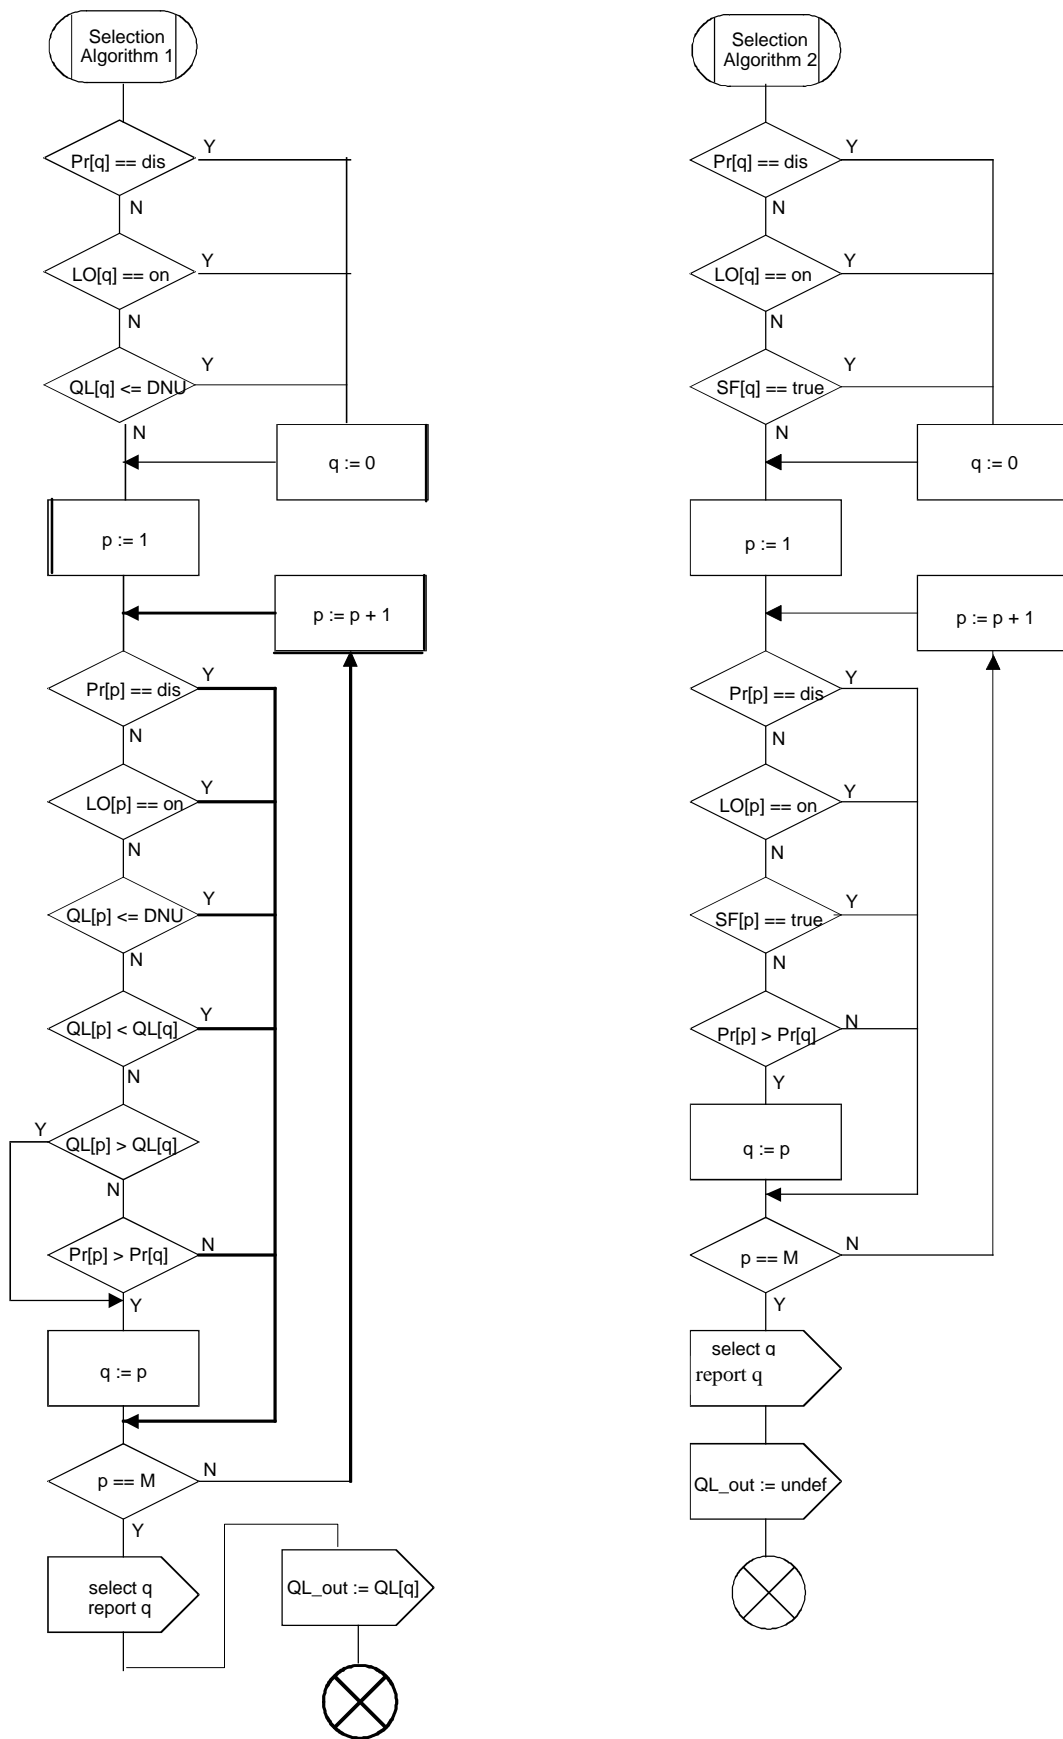 Selection
Algorithm 1
Pr[q] == dis
Y
N
LO[q] == on
Y
N
QL[q] <= DNU
Y
N
q := 0
p := 1
p := p + 1
Pr[p] == dis
Y
N
LO[p] == on
Y
N
QL[p] <= DNU
Y
N
QL[p] < QL[q]
Y
N
Y
QL[p] > QL[q]
N
Pr[p] > Pr[q]
N
Y
q := p
p == M
N
Y
select q
report q
QL_out := QL[q]
Selection
Algorithm 2
Pr[q] == dis
Y
N
LO[q] == on
Y
N
SF[q] == true
Y
N
q := 0
p := 1
p := p + 1
Pr[p] == dis
Y
N
LO[p] == on
Y
N
SF[p] == true
Y
N
Pr[p] > Pr[q]
N
Y
q := p
p == M
N
Y
select q
report q
QL_out := undef